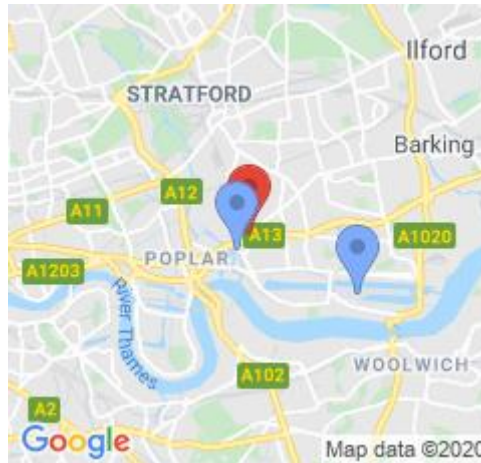 Ilford
STRATFORD
Barking
A12
A11
A13
A1020
POPLAR
A1203
River Thames
WOOLWICH
A102
A2
Google
Map data ©2020